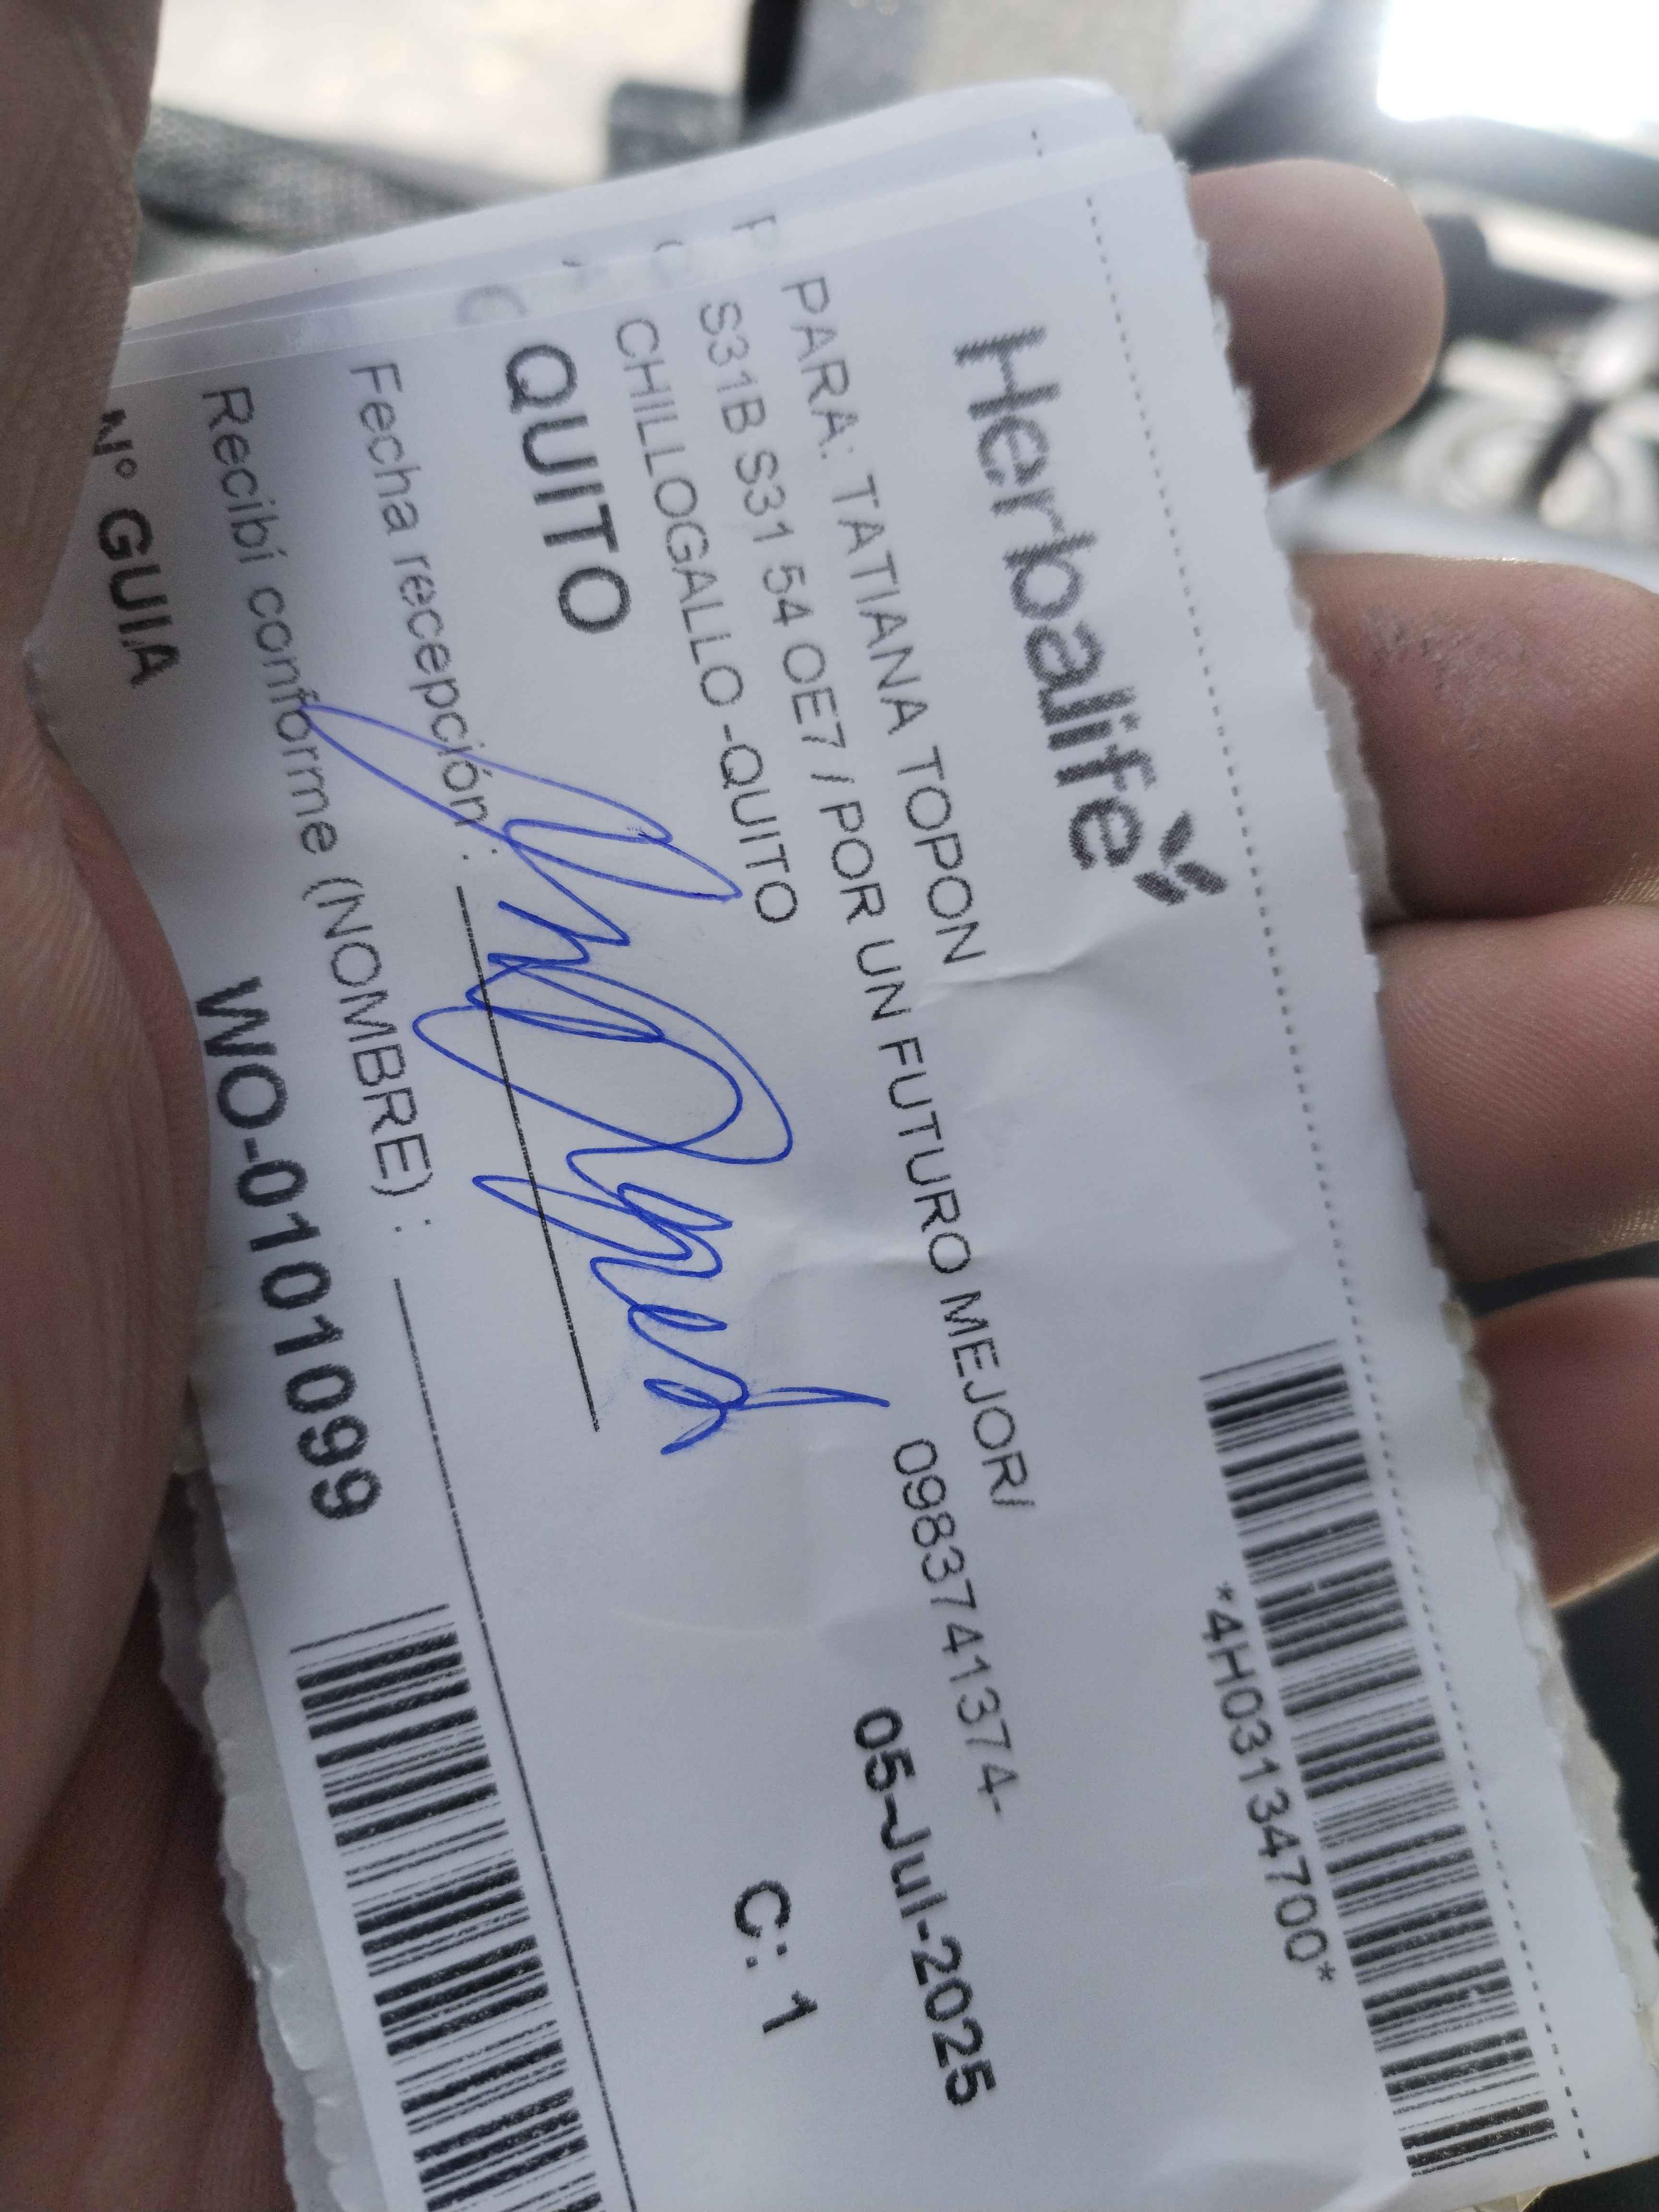 Herbalife
*4H03134700*
PARA: TATIANA TOPON
S31B S31 54 OE7 / POR UN FUTURO MEJOR/
0983741374-
CHILLOGALLO -QUITO
05-Jul-2025
QUITO
C: 1
Fecha recepción :
Recibí conforme (NOMBRE) :
N° GUIA WO-0101099